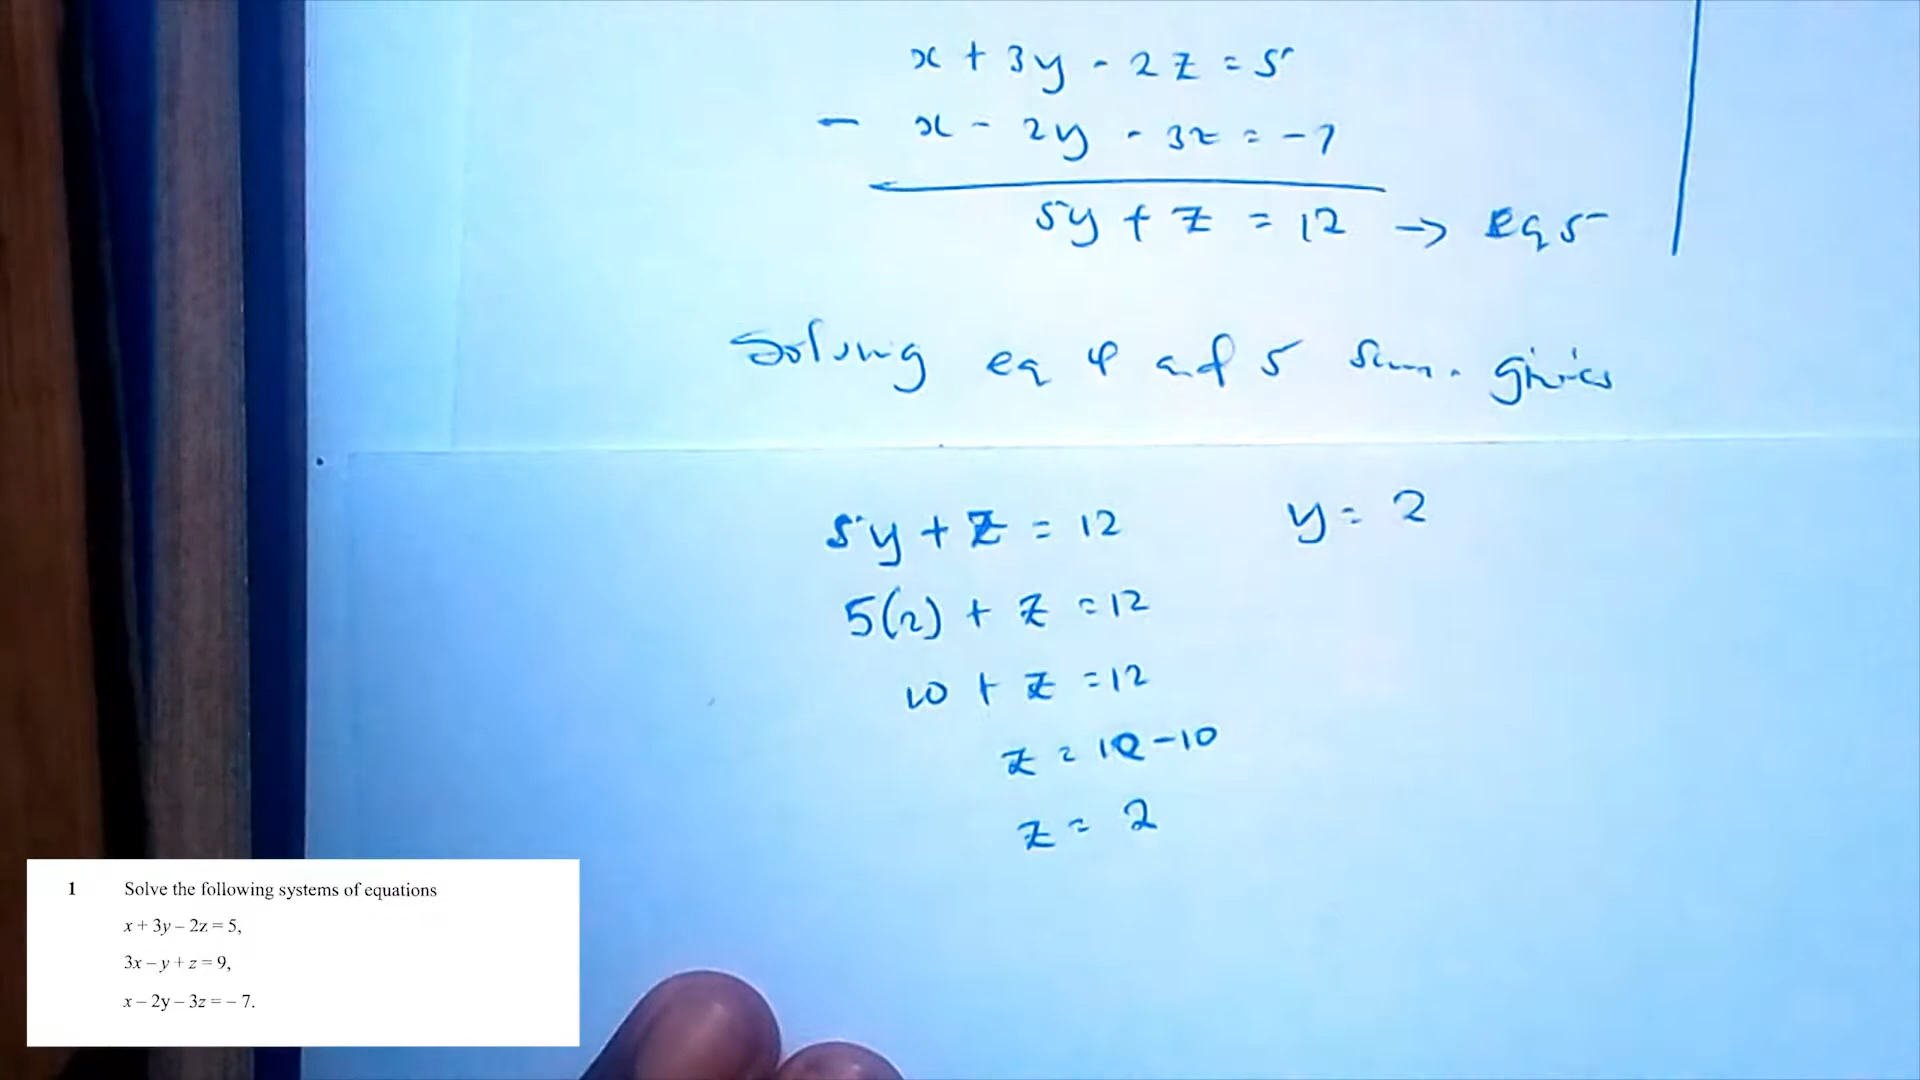 x + 3y - 2z = 5
- x - 2y - 3z = -7
5y + z = 12 → Eq 5
Solving eq 4 and 5 sim. gives
5y + z = 12
y = 2
5(2) + z = 12
10 + z = 12
z = 12 - 10
z = 2
1 Solve the following systems of equations
x + 3y – 2z = 5,
3x – y + z = 9,
x – 2y – 3z = – 7.